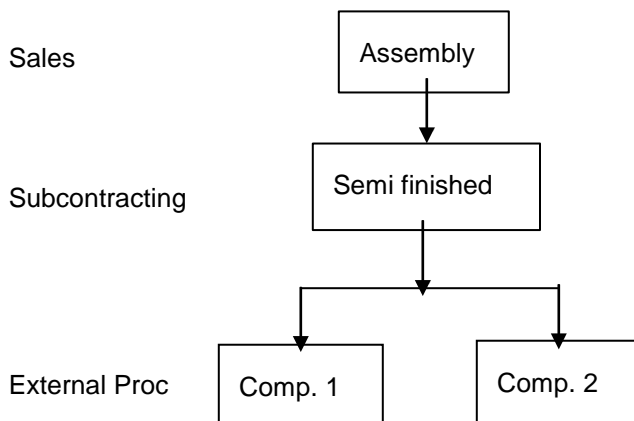 Sales
Assembly
Subcontracting
Semi finished
External Proc
Comp. 1
Comp. 2